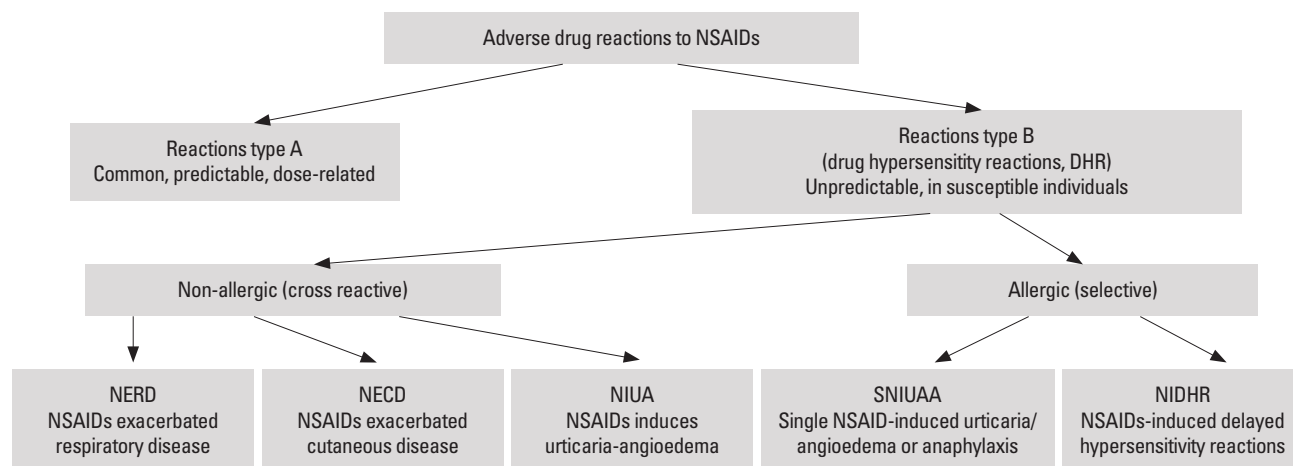 Adverse drug reactions to NSAIDs
Reactions type A
Common, predictable, dose-related
Reactions type B
(drug hypersensitity reactions, DHR)
Unpredictable, in susceptible individuals
Non-allergic (cross reactive)
Allergic (selective)
NERD
NSAIDs exacerbated
respiratory disease
NECD
NSAIDs exacerbated
cutaneous disease
NIUA
NSAIDs induces
urticaria-angioedema
SNIUAA
Single NSAID-induced urticaria/
angioedema or anaphylaxis
NIDHR
NSAIDs-induced delayed
hypersensitivity reactions